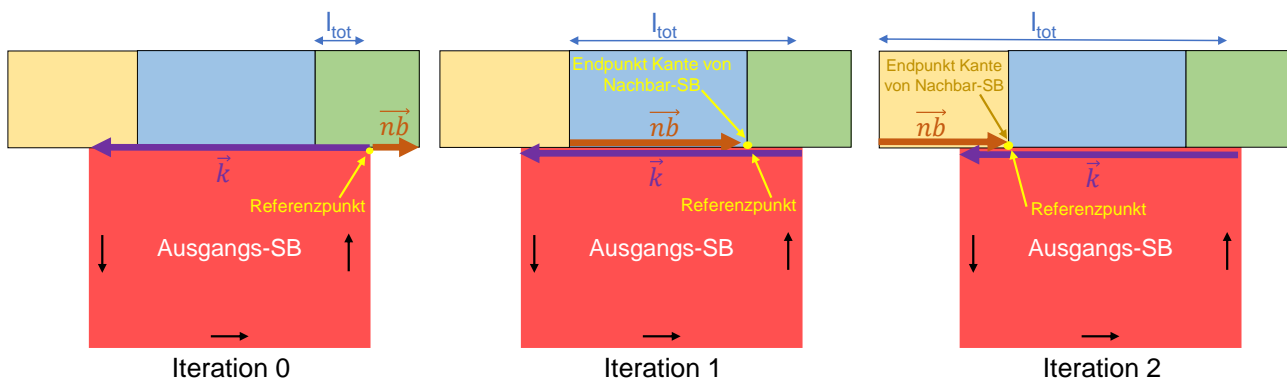 l_tot
nb
k
Referenzpunkt
Ausgangs-SB
Iteration 0
l_tot
Endpunkt Kante von
Nachbar-SB
nb
k
Referenzpunkt
Ausgangs-SB
Iteration 1
l_tot
Endpunkt Kante
von Nachbar-SB
nb
k
Referenzpunkt
Ausgangs-SB
Iteration 2